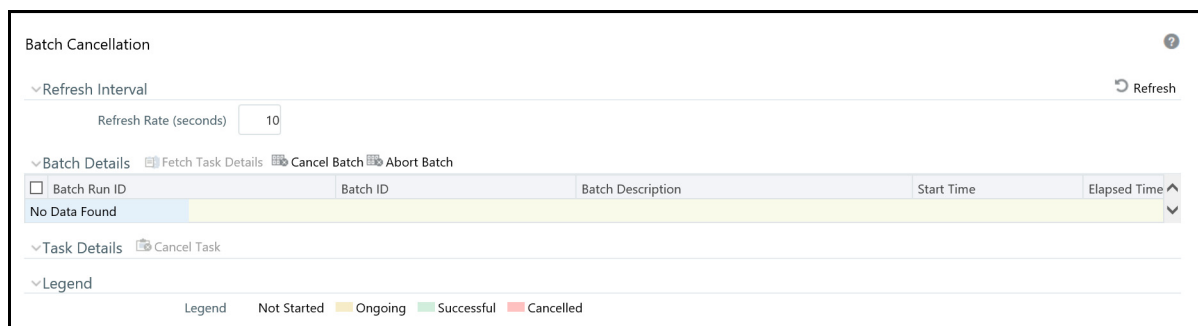 Batch Cancellation
Refresh Interval Refresh
Refresh Rate (seconds) 10
Batch Details Fetch Task Details Cancel Batch Abort Batch
Batch Run ID Batch ID Batch Description Start Time Elapsed Time
No Data Found
Task Details Cancel Task
Legend
Legend Not Started Ongoing Successful Cancelled